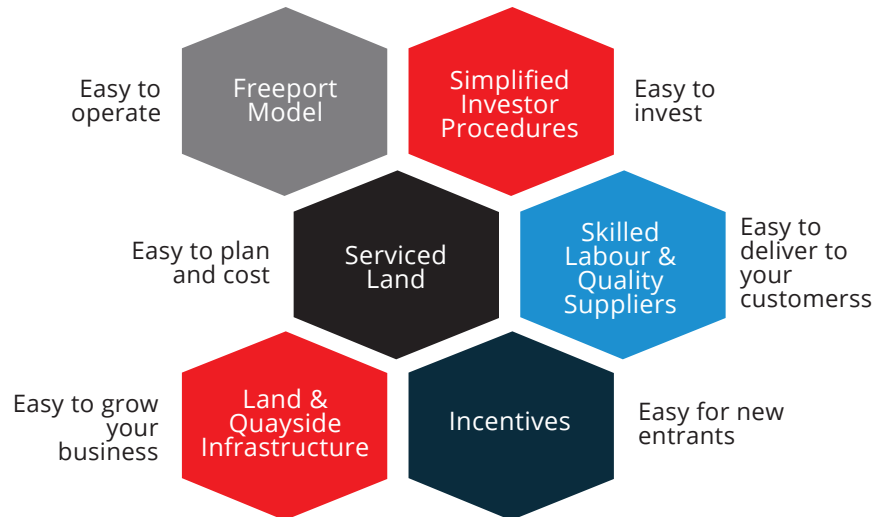 Easy to
operate
Freeport
Model
Simplified
Investor
Procedures
Easy to
invest
Easy to plan
and cost
Serviced
Land
Skilled
Labour &
Quality
Suppliers
Easy to
deliver to
your
customerss
Easy to grow
your
business
Land &
Quayside
Infrastructure
Incentives
Easy for new
entrants